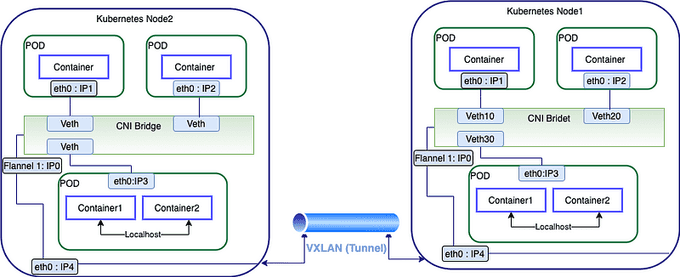 Kubernetes Node2
POD
Container
eth0 : IP1
POD
Container
eth0 : IP2
Veth
Veth
CNI Bridge
Veth
Flannel 1: IP0
eth0:IP3
POD
Container1
Container2
Localhost
eth0 : IP4
VXLAN (Tunnel)
Kubernetes Node1
POD
Container
eth0 : IP1
POD
Container
eth0 : IP2
Veth10
CNI Bridet
Veth20
Veth30
Flannel 1: IP0
eth0:IP3
POD
Container1
Container2
Localhost
eth0 : IP4